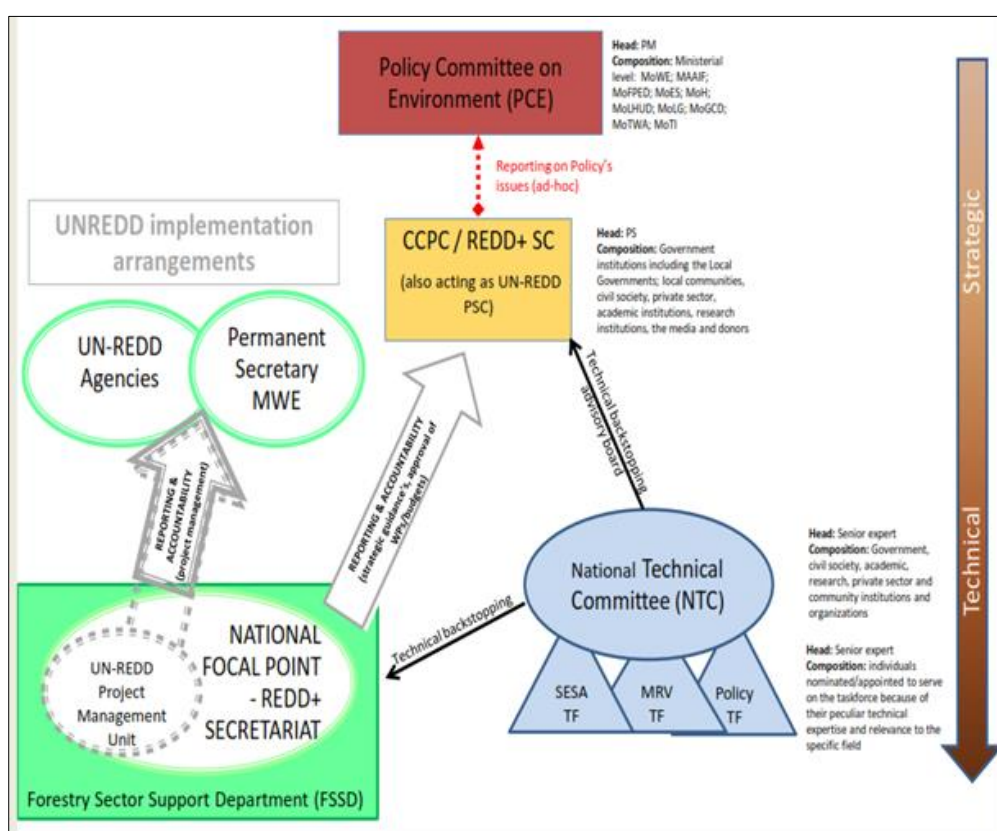 Policy Committee on
Environment (PCE)
Head: PM
Composition: Ministerial
level: MoWE; MAAIF;
MoFPED; MoES; MoH;
MoLHUD; MoLG; MoGCD;
MoTWA; MoTI
Reporting on Policy's
issues (ad-hoc)
UNREDD implementation
arrangements
CCPC / REDD+ SC
(also acting as UN-REDD
PSC)
Head: PS
Composition: Government
institutions including the Local
Governments; local communities,
civil society, private sector,
academic institutions, research
institutions, the media and donors
Strategic
UN-REDD
Agencies
Permanent
Secretary
MWE
REPORTING &
ACCOUNTABILITY
(project management)
REPORTING & ACCOUNTABILITY
(strategic guidance's, approval of
WPs/budgets)
Technical backstopping
advisory board
National Technical
Committee (NTC)
Head: Senior expert
Composition: Government,
civil society, academic,
research, private sector and
community institutions and
organizations
Technical
Technical backstopping
SESA
TF
MRV
TF
Policy
TF
Head: Senior expert
Composition: individuals
nominated/appointed to serve
on the taskforce because of
their peculiar technical
expertise and relevance to the
specific field
UN-REDD
Project
Management
Unit
NATIONAL
FOCAL POINT
- REDD+
SECRETARIAT
Forestry Sector Support Department (FSSD)